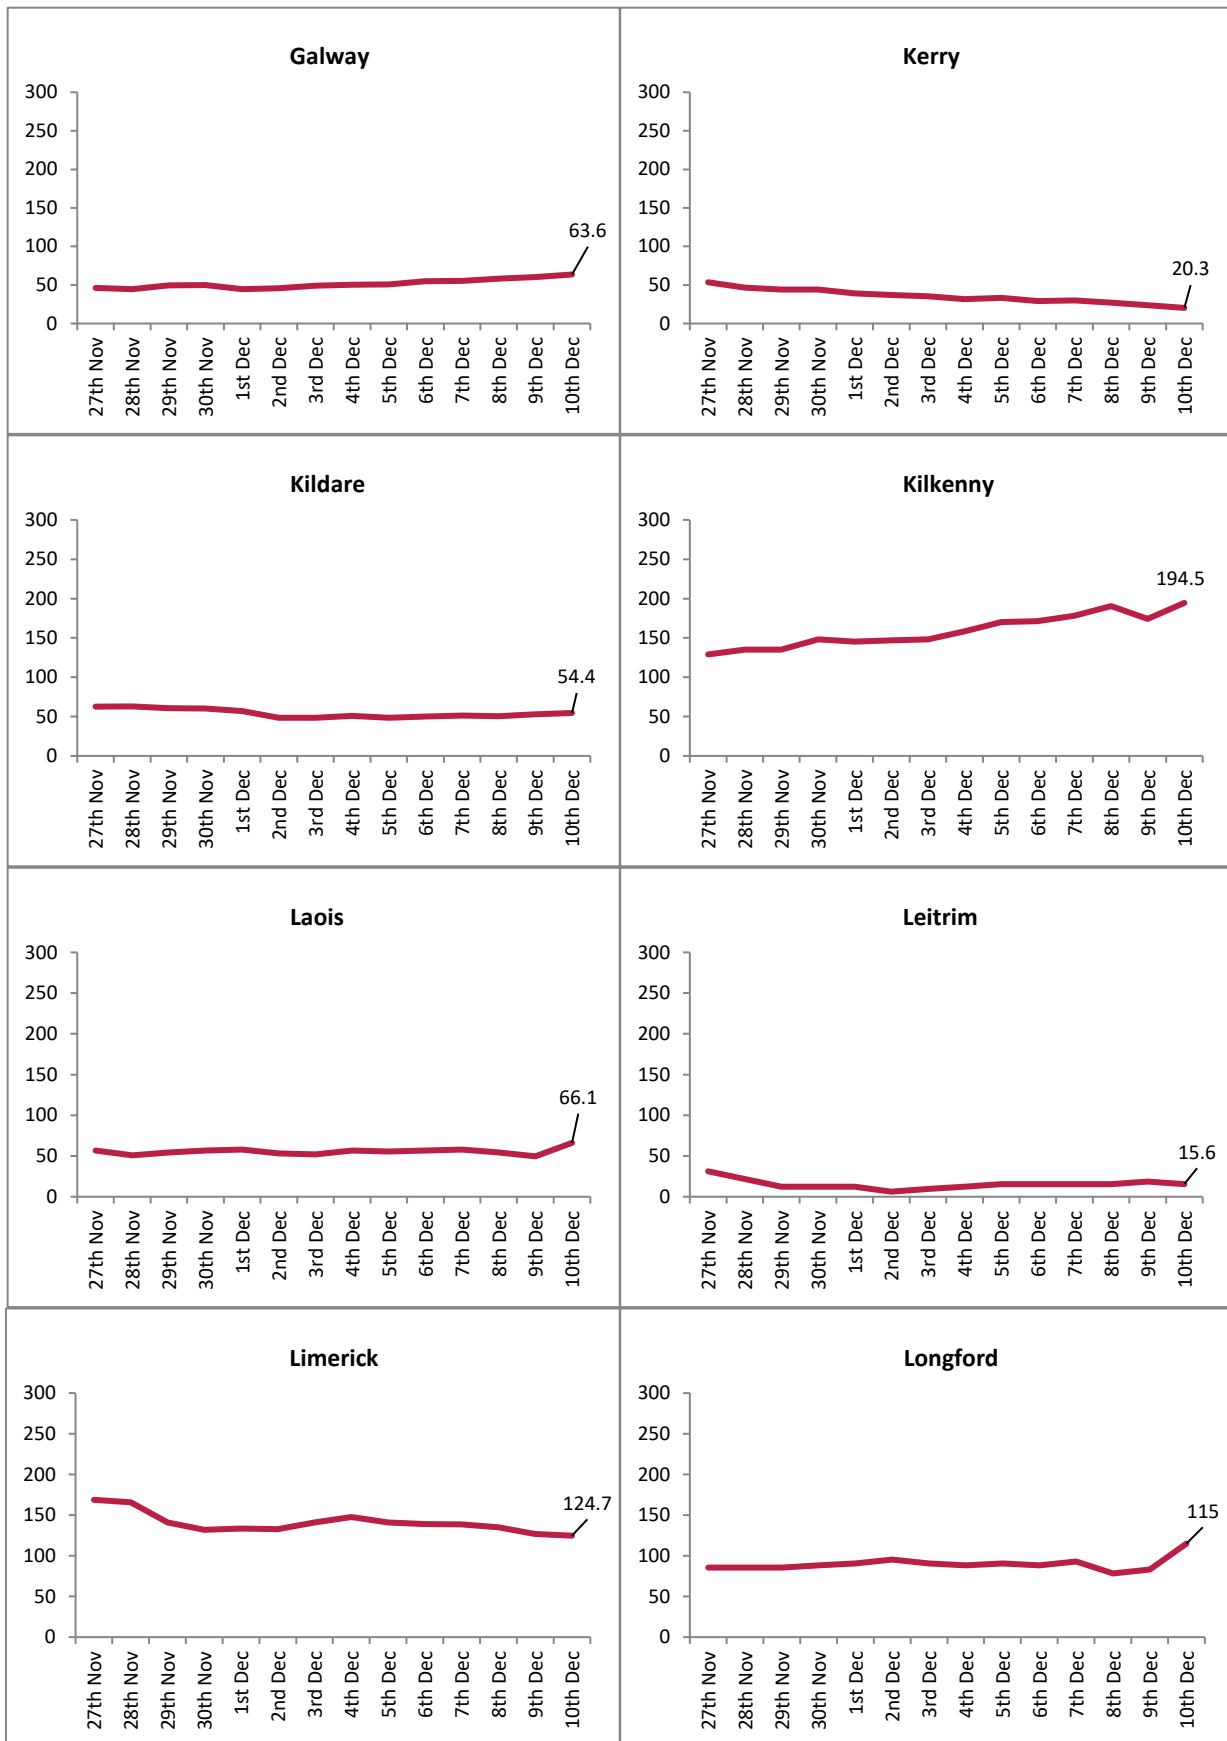 Galway
300
250
200
150
100
50
0
63.6
27th Nov
28th Nov
29th Nov
30th Nov
1st Dec
2nd Dec
3rd Dec
4th Dec
5th Dec
6th Dec
7th Dec
8th Dec
9th Dec
10th Dec
Kerry
300
250
200
150
100
50
0
20.3
27th Nov
28th Nov
29th Nov
30th Nov
1st Dec
2nd Dec
3rd Dec
4th Dec
5th Dec
6th Dec
7th Dec
8th Dec
9th Dec
10th Dec
Kildare
300
250
200
150
100
50
0
54.4
27th Nov
28th Nov
29th Nov
30th Nov
1st Dec
2nd Dec
3rd Dec
4th Dec
5th Dec
6th Dec
7th Dec
8th Dec
9th Dec
10th Dec
Kilkenny
300
250
200
150
100
50
0
194.5
27th Nov
28th Nov
29th Nov
30th Nov
1st Dec
2nd Dec
3rd Dec
4th Dec
5th Dec
6th Dec
7th Dec
8th Dec
9th Dec
10th Dec
Laois
300
250
200
150
100
50
0
66.1
27th Nov
28th Nov
29th Nov
30th Nov
1st Dec
2nd Dec
3rd Dec
4th Dec
5th Dec
6th Dec
7th Dec
8th Dec
9th Dec
10th Dec
Leitrim
300
250
200
150
100
50
0
15.6
27th Nov
28th Nov
29th Nov
30th Nov
1st Dec
2nd Dec
3rd Dec
4th Dec
5th Dec
6th Dec
7th Dec
8th Dec
9th Dec
10th Dec
Limerick
300
250
200
150
100
50
0
124.7
27th Nov
28th Nov
29th Nov
30th Nov
1st Dec
2nd Dec
3rd Dec
4th Dec
5th Dec
6th Dec
7th Dec
8th Dec
9th Dec
10th Dec
Longford
300
250
200
150
100
50
0
115
27th Nov
28th Nov
29th Nov
30th Nov
1st Dec
2nd Dec
3rd Dec
4th Dec
5th Dec
6th Dec
7th Dec
8th Dec
9th Dec
10th Dec